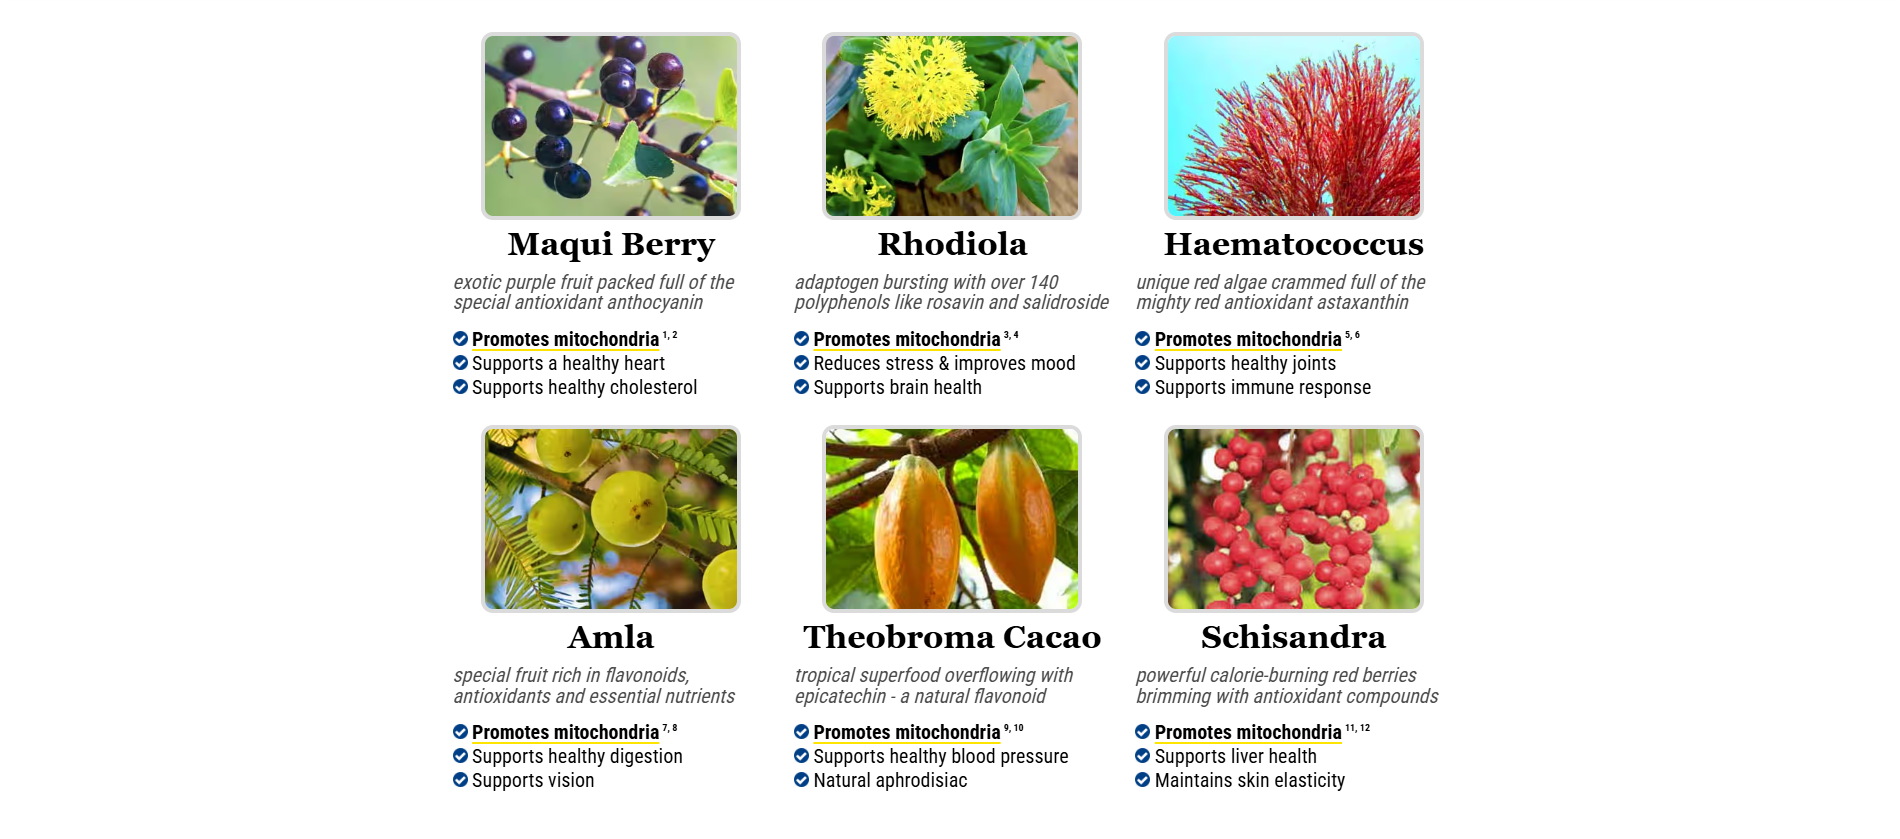 Maqui Berry
exotic purple fruit packed full of the
special antioxidant anthocyanin
Promotes mitochondria 1, 2
Supports a healthy heart
Supports healthy cholesterol
Rhodiola
adaptogen bursting with over 140
polyphenols like rosavin and salidroside
Promotes mitochondria 3, 4
Reduces stress & improves mood
Supports brain health
Haematococcus
unique red algae crammed full of the
mighty red antioxidant astaxanthin
Promotes mitochondria 5, 6
Supports healthy joints
Supports immune response
Amla
special fruit rich in flavonoids,
antioxidants and essential nutrients
Promotes mitochondria 7, 8
Supports healthy digestion
Supports vision
Theobroma Cacao
tropical superfood overflowing with
epicatechin - a natural flavonoid
Promotes mitochondria 9, 10
Supports healthy blood pressure
Natural aphrodisiac
Schisandra
powerful calorie-burning red berries
brimming with antioxidant compounds
Promotes mitochondria 11, 12
Supports liver health
Maintains skin elasticity